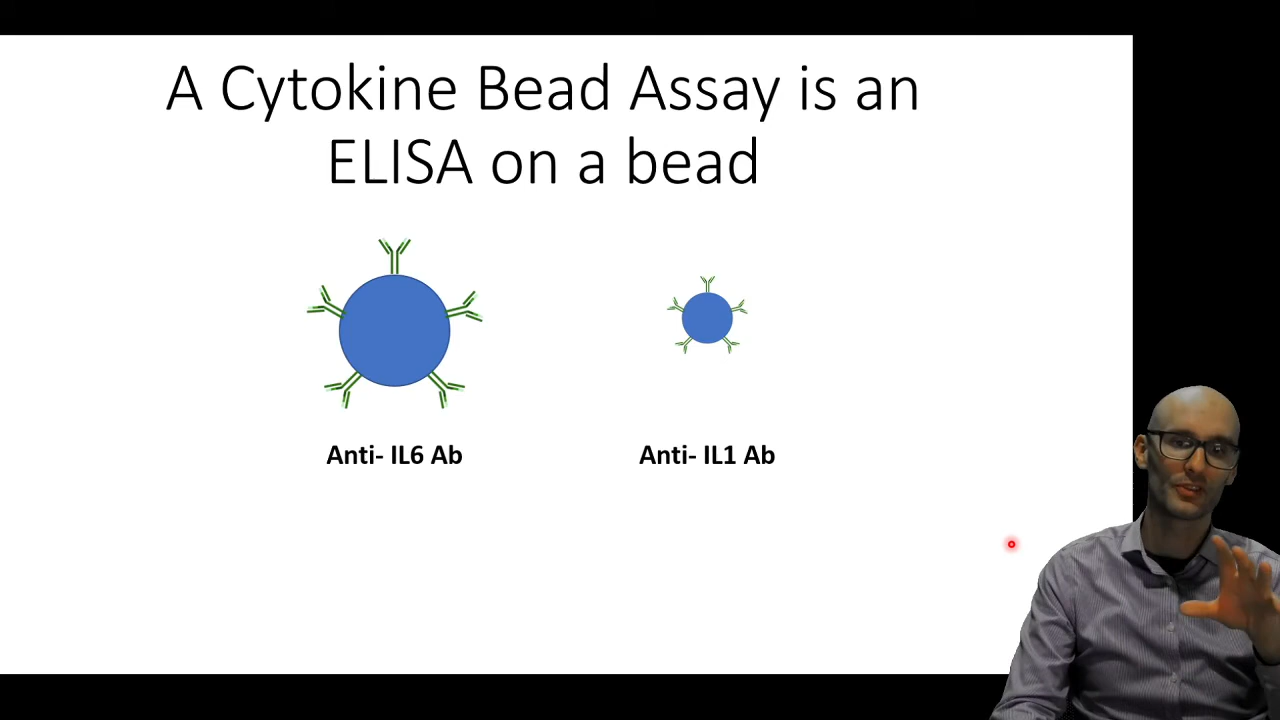 A Cytokine Bead Assay is an
ELISA on a bead
Anti- IL6 Ab
Anti- IL1 Ab